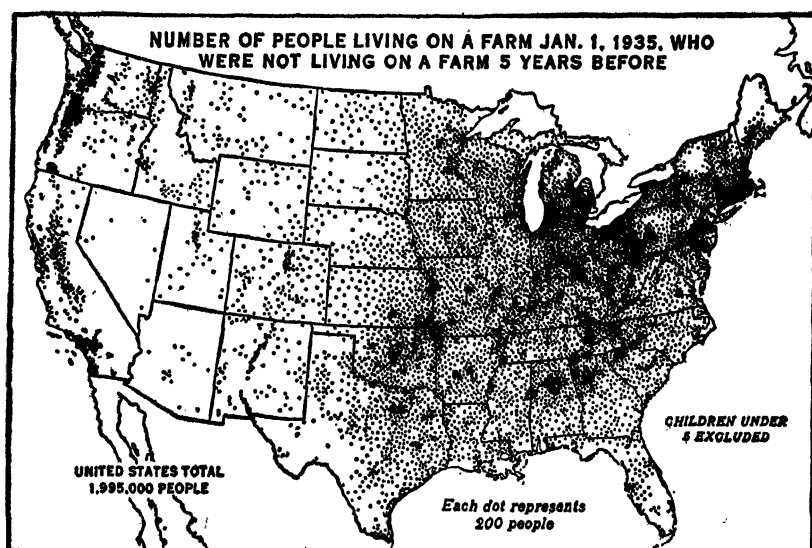 NUMBER OF PEOPLE LIVING ON A FARM JAN. 1, 1935, WHO
WERE NOT LIVING ON A FARM 5 YEARS BEFORE
CHILDREN UNDER
5 EXCLUDED
UNITED STATES TOTAL
1,995,000 PEOPLE
Each dot represents
200 people